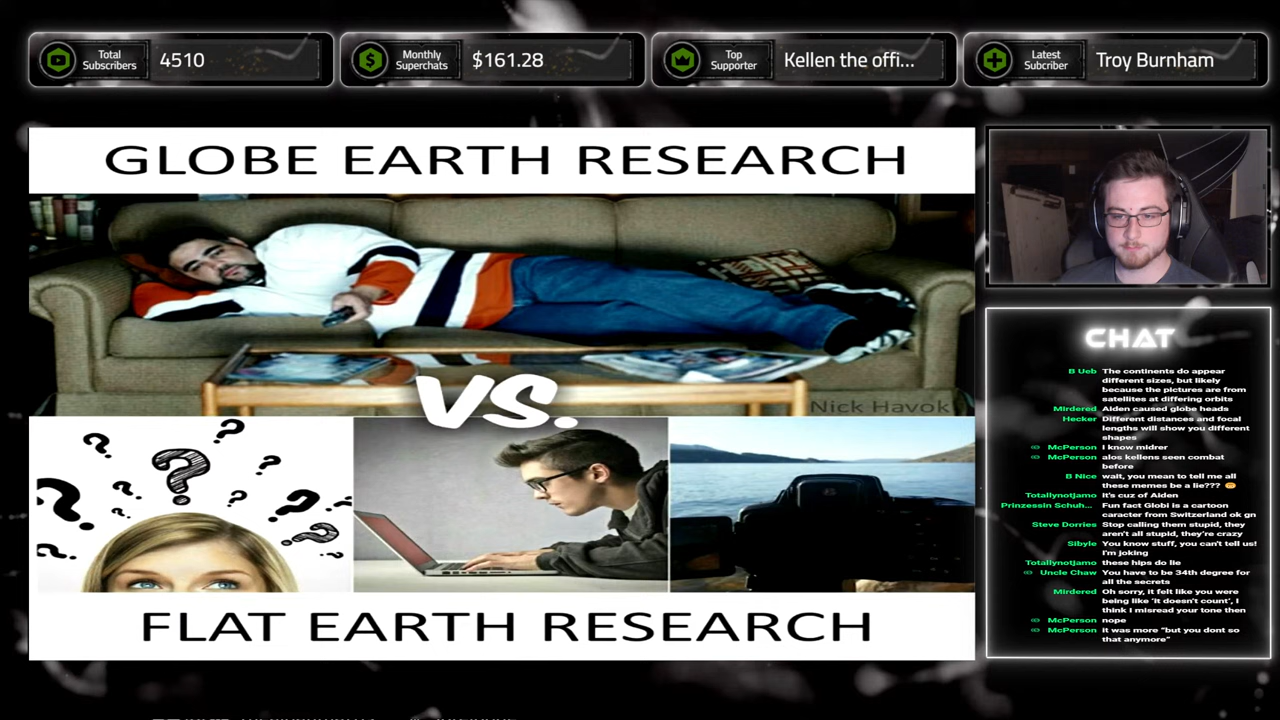 Total
Subscribers
4510
Monthly
Superchats
$161.28
Top
Supporter
Kellen the offi...
Latest
Subcriber
Troy Burnham
GLOBE EARTH RESEARCH
VS.
Nick Havok
FLAT EARTH RESEARCH
CHAT
B Ueb The continents do appear
different sizes, but likely
because the pictures are from
satellites at differing orbits
Mirdered Aiden caused globe heads
Hecker Different distances and focal
lengths will show you different
shapes
McPerson I know midrer
McPerson alos kellens seen combat
before
B Nice wait, you mean to tell me all
these memes be a lie???
Totallynotjamo It's cuz of Aiden
Prinzessin Schuh... Fun fact Globi is a cartoon
caracter from Switzerland ok gn
Steve Dorries Stop calling them stupid, they
aren't all stupid, they're crazy
Sibyle You know stuff, you can't tell us!
I'm joking
Totallynotjamo these hips do lie
Uncle Chaw You have to be 34th degree for
all the secrets
Mirdered Oh sorry, it felt like you were
being like 'it doesn't count', I
think I misread your tone then
McPerson nope
McPerson It was more "but you dont so
that anymore"